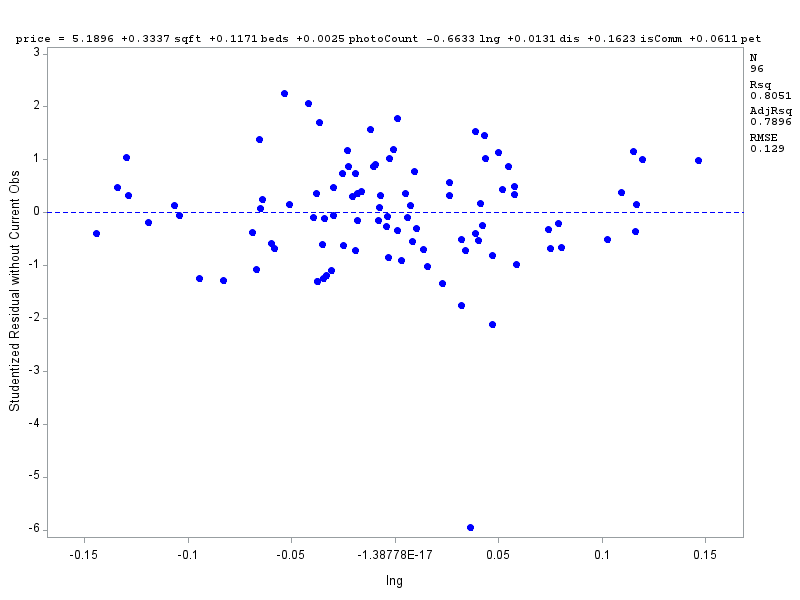 price = 5.1896 +0.3337 sqft +0.1171 beds +0.0025 photoCount -0.6633 lng +0.0131 dis +0.1623 isComm +0.0611 pet
3
2
1
0
-1
-2
-3
-4
-5
-6
Studentized Residual without Current Obs
N
96
Rsq
0.8051
AdjRsq
0.7896
RMSE
0.129
-0.15
-0.1
-0.05
-1.38778E-17
0.05
0.1
0.15
lng